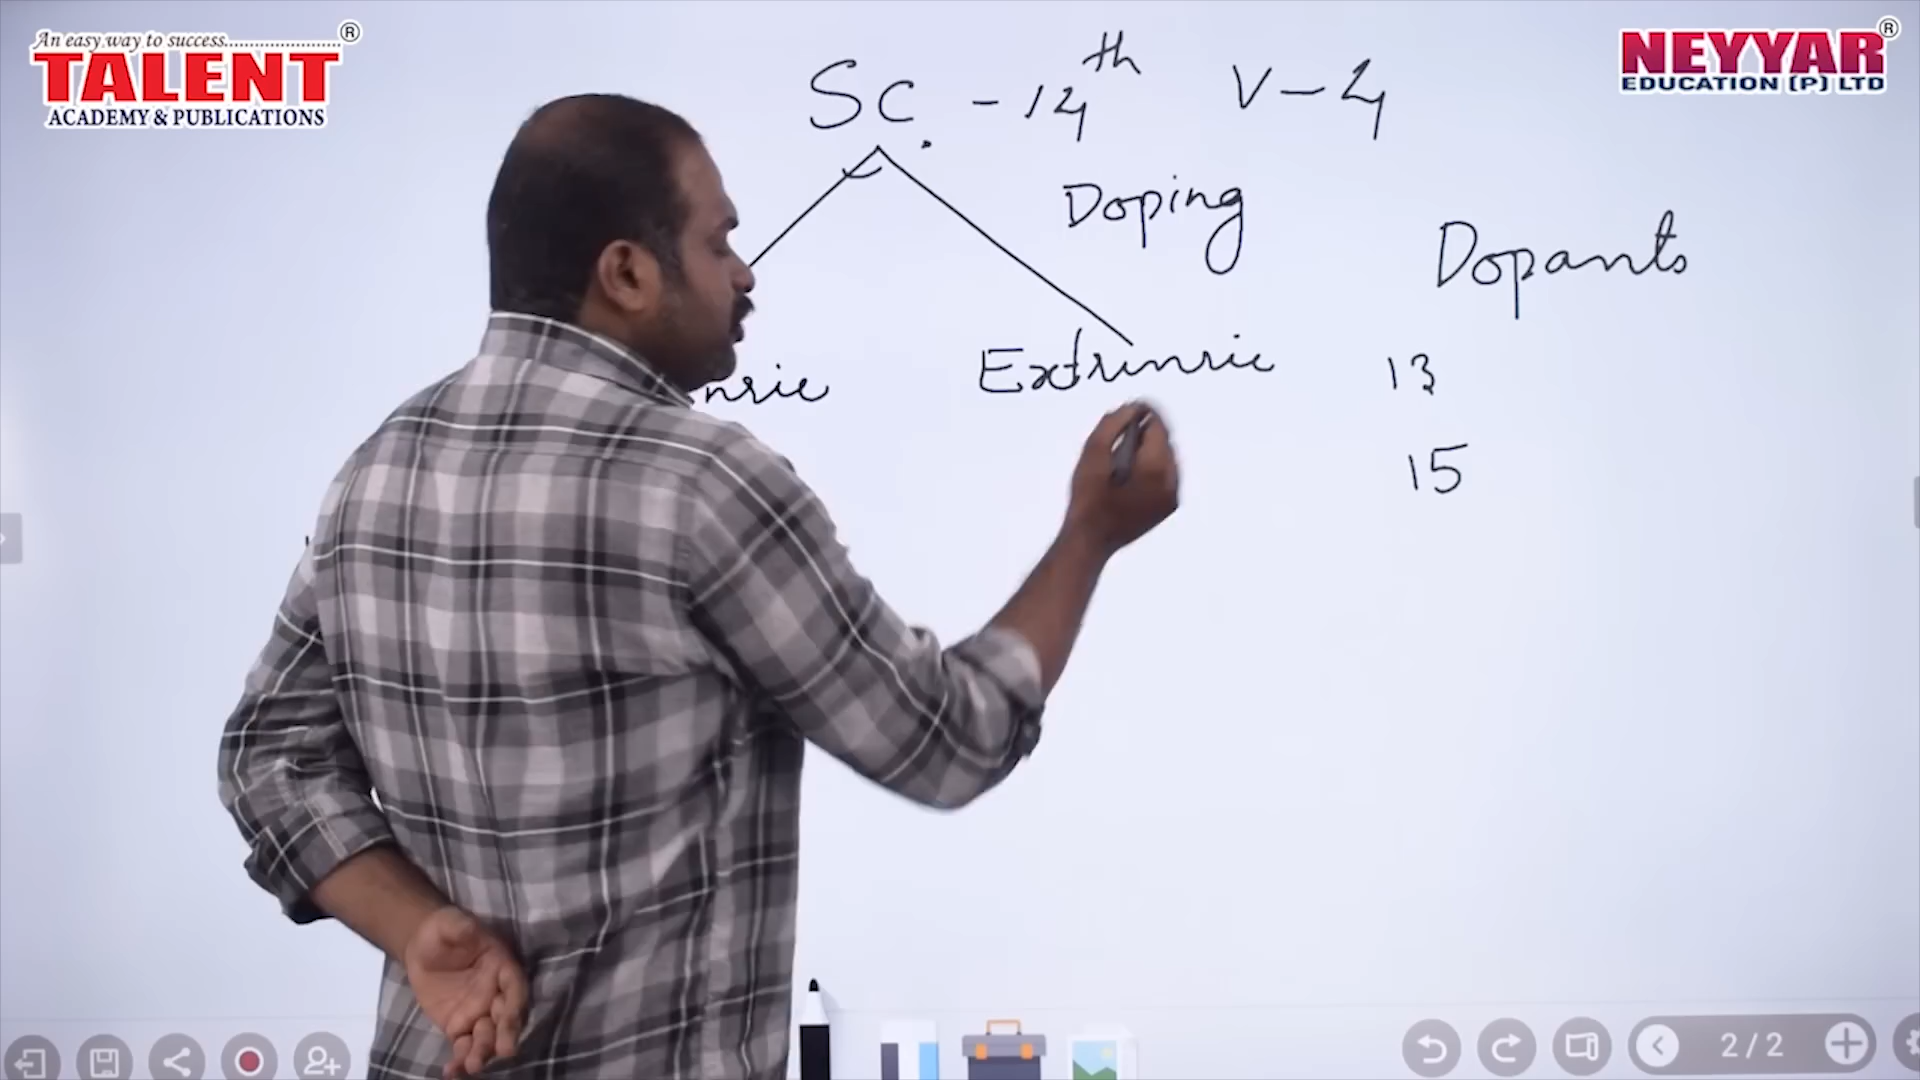 An easy way to success........................
TALENT
ACADEMY & PUBLICATIONS
®
NEYYAR
EDUCATION (P) LTD
®
SC. - 14th V - 4
Doping
Dopants
Extrinsic
13
15
2/2